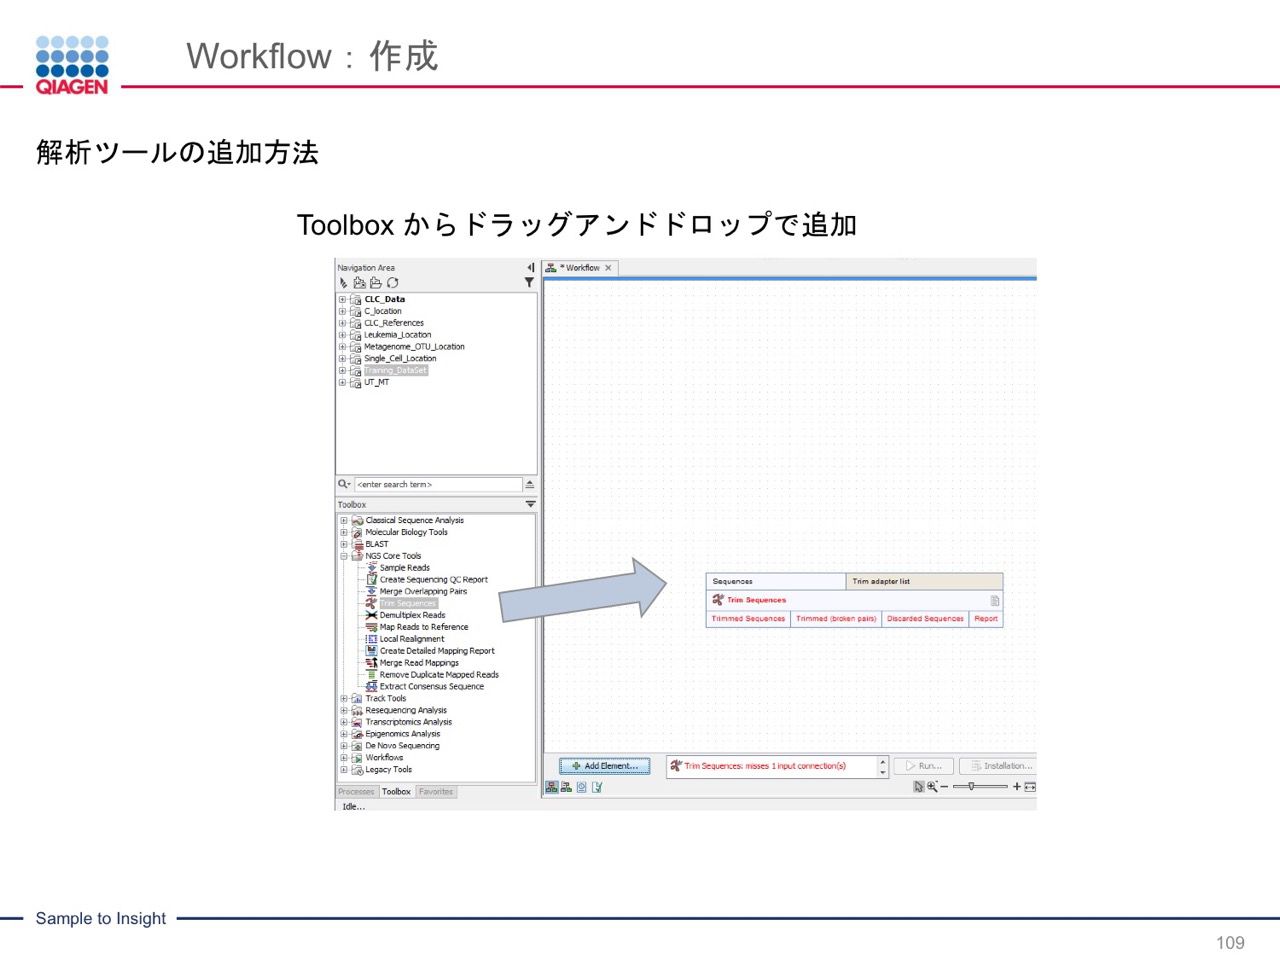 Workflow：作成
QIAGEN
解析ツールの追加方法
Toolbox からドラッグアンドドロップで追加
Navigation Area
CLC_Data
C_location
CLC_References
Leukemia_Location
Metagenome_OTU_Location
Single_Cell_Location
Training_DataSet
UT_MT
<enter search term>
Toolbox
Classical Sequence Analysis
Molecular Biology Tools
BLAST
NGS Core Tools
Sample Reads
Create Sequencing QC Report
Merge Overlapping Pairs
Trim Sequences
Demultiplex Reads
Map Reads to Reference
Local Realignment
Create Detailed Mapping Report
Merge Read Mappings
Remove Duplicate Mapped Reads
Extract Consensus Sequence
Track Tools
Resequencing Analysis
Transcriptomics Analysis
Epigenomics Analysis
De Novo Sequencing
Workflows
Legacy Tools
Processes Toolbox Favorites
Idle...
* Workflow
Sequences Trim adapter list
Trim Sequences
Trimmed Sequences Trimmed (broken pairs) Discarded Sequences Report
Add Element... Trim Sequences: misses 1 input connection(s) Run... Installation...
Sample to Insight
109